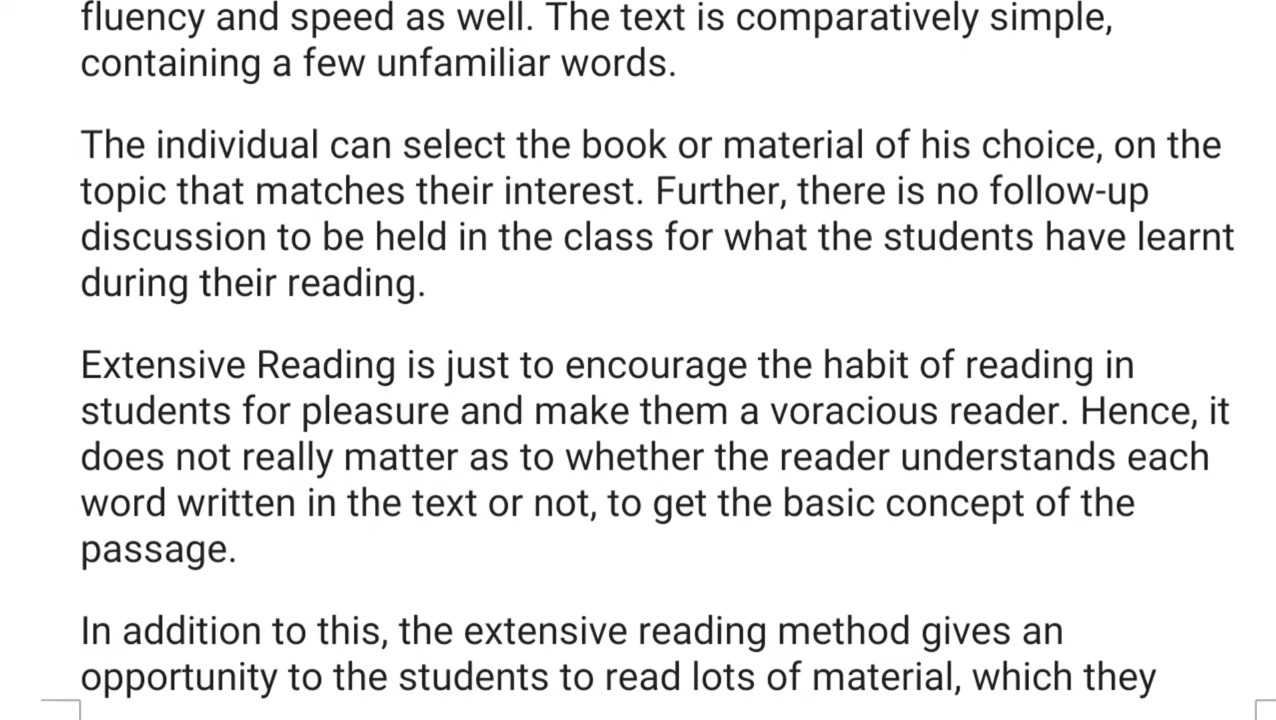 fluency and speed as well. The text is comparatively simple,
containing a few unfamiliar words.
The individual can select the book or material of his choice, on the
topic that matches their interest. Further, there is no follow-up
discussion to be held in the class for what the students have learnt
during their reading.
Extensive Reading is just to encourage the habit of reading in
students for pleasure and make them a voracious reader. Hence, it
does not really matter as to whether the reader understands each
word written in the text or not, to get the basic concept of the
passage.
In addition to this, the extensive reading method gives an
opportunity to the students to read lots of material, which they